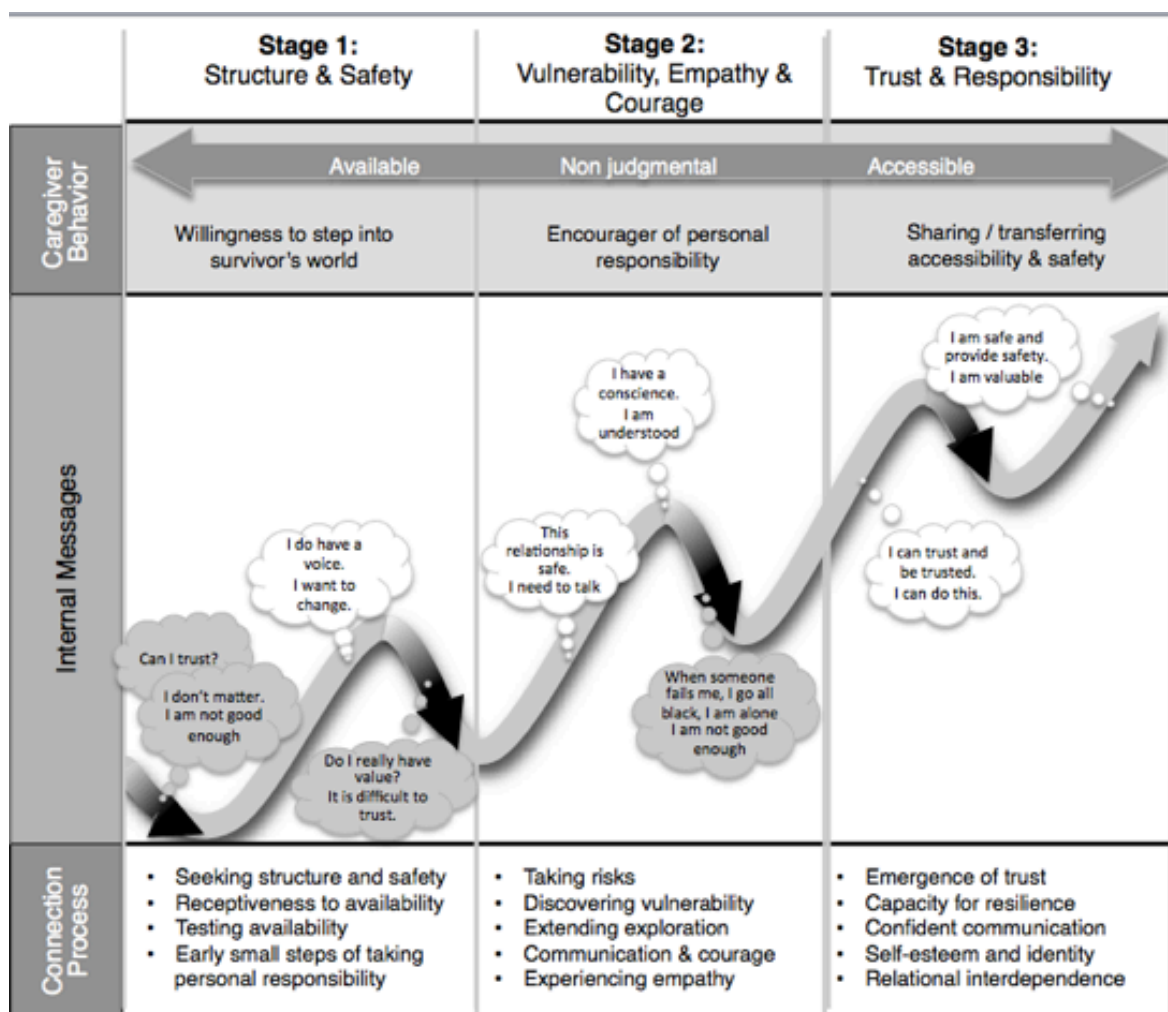 Stage 1:
Structure & Safety
Stage 2:
Vulnerability, Empathy &
Courage
Stage 3:
Trust & Responsibility
Caregiver
Behavior
Available
Non judgmental
Accessible
Willingness to step into
survivor's world
Encourager of personal
responsibility
Sharing / transferring
accessibility & safety
Internal Messages
Can I trust?
I don't matter.
I am not good
enough
I do have a
voice.
I want to
change.
Do I really have
value?
It is difficult to
trust.
This
relationship is
safe.
I need to talk
I have a
conscience.
I am
understood
When someone
fails me, I go all
black, I am alone
I am not good
enough
I can trust and
be trusted.
I can do this.
I am safe and
provide safety.
I am valuable
Connection
Process
• Seeking structure and safety
• Receptiveness to availability
• Testing availability
• Early small steps of taking
personal responsibility
• Taking risks
• Discovering vulnerability
• Extending exploration
• Communication & courage
• Experiencing empathy
• Emergence of trust
• Capacity for resilience
• Confident communication
• Self-esteem and identity
• Relational interdependence